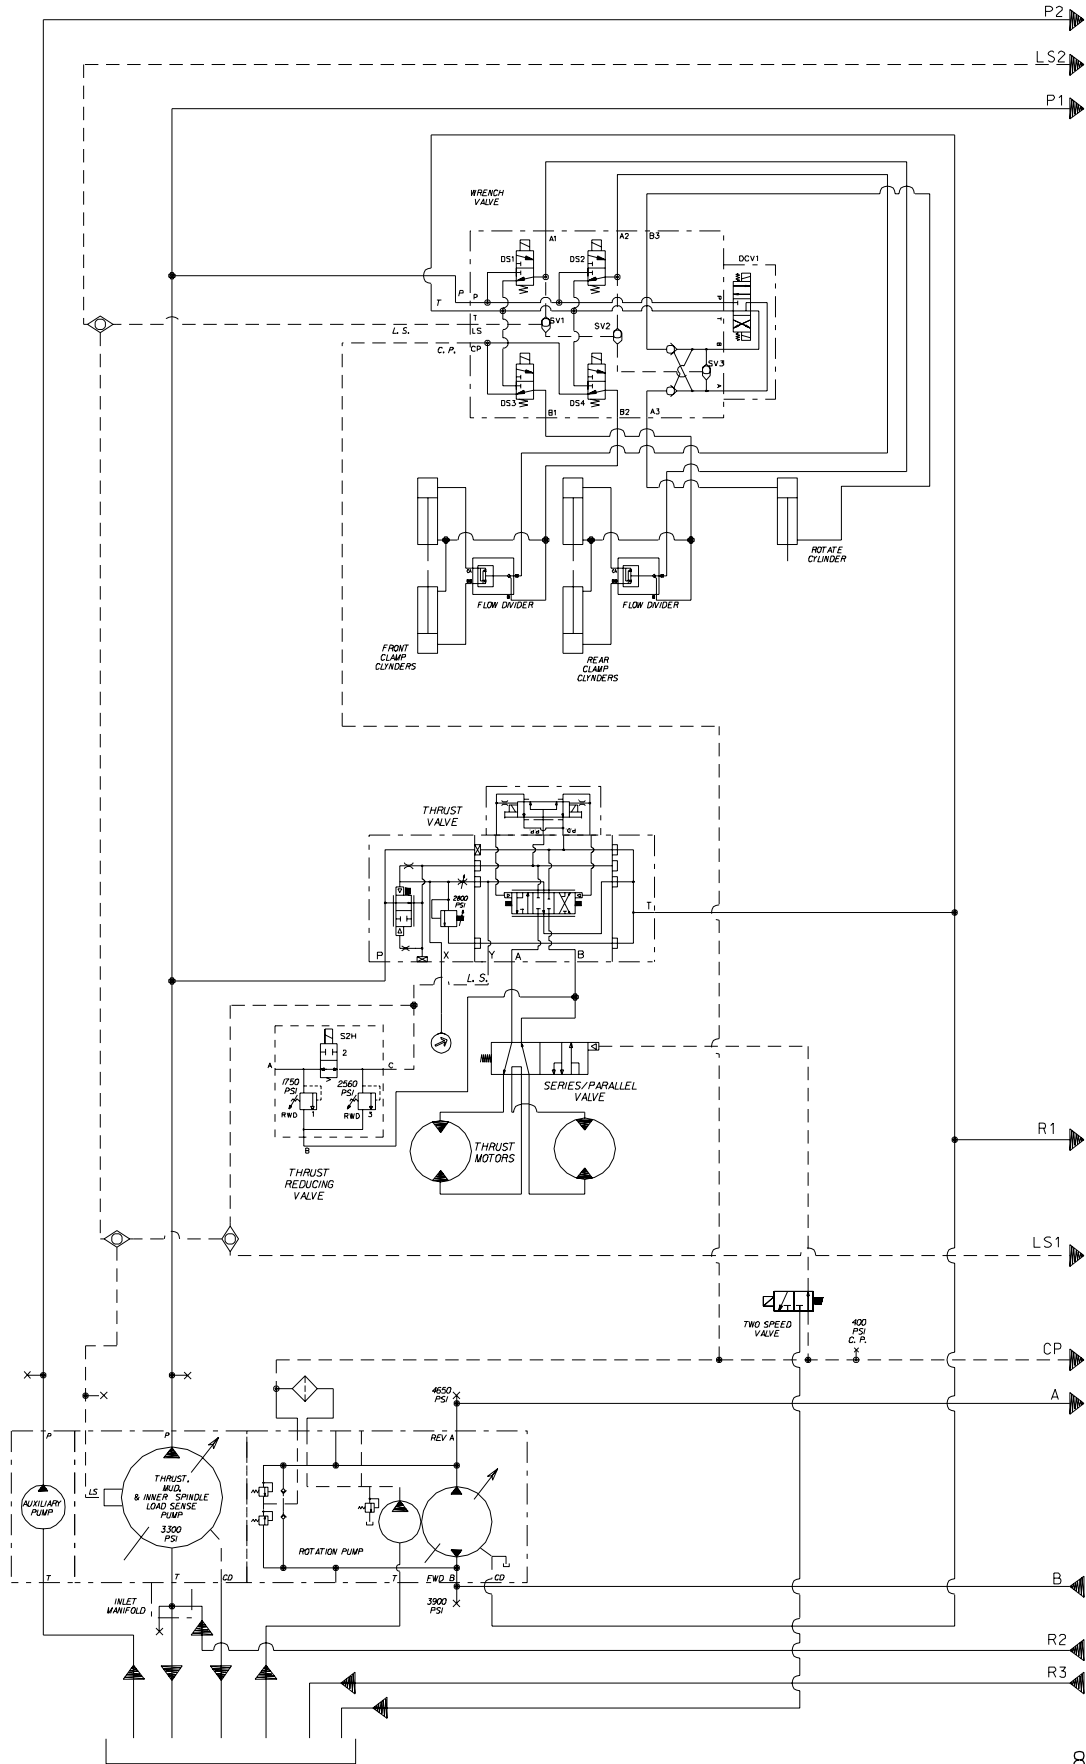 P2
LS2
P1
WRENCH
VALVE
A1
A2
B3
DS1
DS2
DCV1
P
P
P
T
T
T
SV1
LS
L. S.
SV2
C. P.
CP
B
SV3
A
DS3
DS4
B1
B2
A3
ROTATE
CYLINDER
FLOW DIVIDER
FLOW DIVIDER
FRONT
CLAMP
CLYNDERS
REAR
CLAMP
CLYNDERS
THRUST
VALVE
PP
PD
2800
PSI
T
P
X
Y
A
B
L. S.
S2H
2
A
C
1750
PSI
2560
PSI
RWD
1
RWD
3
B
SERIES/PARALLEL
VALVE
THRUST
MOTORS
THRUST
REDUCING
VALVE
R1
LS1
TWO SPEED
VALVE
400
PSI
C. P.
CP
4650
PSI
A
P
P
REV A
LS
THRUST,
MUD,
& INNER SPINDLE
LOAD SENSE
PUMP
3300
PSI
AUXILIARY
PUMP
ROTATION PUMP
T
T
CD
T
FWD B
CD
INLET
MANIFOLD
3900
PSI
B
R2
R3